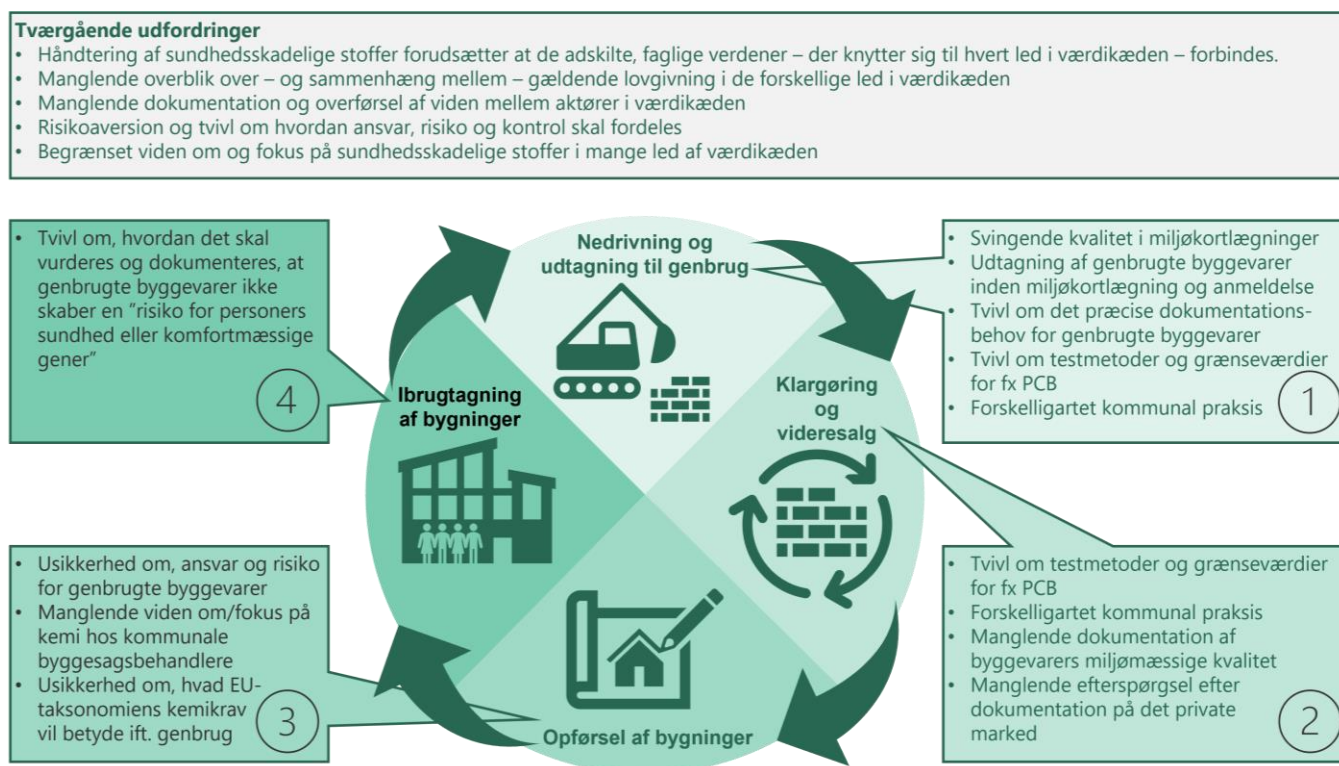 Tværgående udfordringer
• Håndtering af sundhedsskadelige stoffer forudsætter at de adskilte, faglige verdener – der knytter sig til hvert led i værdikæden – forbindes.
• Manglende overblik over – og sammenhæng mellem – gældende lovgivning i de forskellige led i værdikæden
• Manglende dokumentation og overførsel af viden mellem aktører i værdikæden
• Risikoaversion og tvivl om hvordan ansvar, risiko og kontrol skal fordeles
• Begrænset viden om og fokus på sundhedsskadelige stoffer i mange led af værdikæden
Nedrivning og
udtagning til genbrug
• Svingende kvalitet i miljøkortlægninger
• Udtagning af genbrugte byggevarer
inden miljøkortlægning og anmeldelse
• Tvivl om det præcise dokumentations-
behov for genbrugte byggevarer
• Tvivl om testmetoder og grænseværdier
for fx PCB
• Forskelligartet kommunal praksis
1
Klargøring
og
videresalg
• Tvivl om testmetoder og grænseværdier
for fx PCB
• Forskelligartet kommunal praksis
• Manglende dokumentation af
byggevarers miljømæssige kvalitet
• Manglende efterspørgsel efter
dokumentation på det private
marked
2
Opførsel af bygninger
• Usikkerhed om, ansvar og risiko
for genbrugte byggevarer
• Manglende viden om/fokus på
kemi hos kommunale
byggesagsbehandlere
• Usikkerhed om, hvad EU-
taksonomiens kemikrav
vil betyde ift. genbrug
3
Ibrugtagning
af bygninger
• Tvivl om, hvordan det skal
vurderes og dokumenteres, at
genbrugte byggevarer ikke
skaber en ”risiko for personers
sundhed eller komfortmæssige
gener”
4